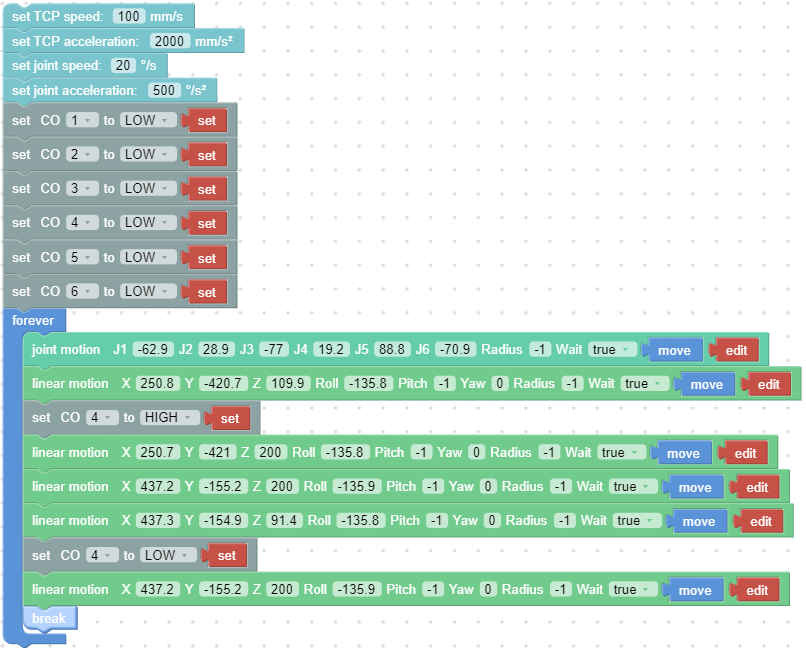 set TCP speed: 100 mm/s
set TCP acceleration: 2000 mm/s²
set joint speed: 20 °/s
set joint acceleration: 500 °/s²
set CO 1 to LOW set
set CO 2 to LOW set
set CO 3 to LOW set
set CO 4 to LOW set
set CO 5 to LOW set
set CO 6 to LOW set
forever
joint motion J1 -62.9 J2 28.9 J3 -77 J4 19.2 J5 88.8 J6 -70.9 Radius -1 Wait true move edit
linear motion X 250.8 Y -420.7 Z 109.9 Roll -135.8 Pitch -1 Yaw 0 Radius -1 Wait true move edit
set CO 4 to HIGH set
linear motion X 250.7 Y -421 Z 200 Roll -135.8 Pitch -1 Yaw 0 Radius -1 Wait true move edit
linear motion X 437.2 Y -155.2 Z 200 Roll -135.9 Pitch -1 Yaw 0 Radius -1 Wait true move edit
linear motion X 437.3 Y -154.9 Z 91.4 Roll -135.8 Pitch -1 Yaw 0 Radius -1 Wait true move edit
set CO 4 to LOW set
linear motion X 437.2 Y -155.2 Z 200 Roll -135.9 Pitch -1 Yaw 0 Radius -1 Wait true move edit
break